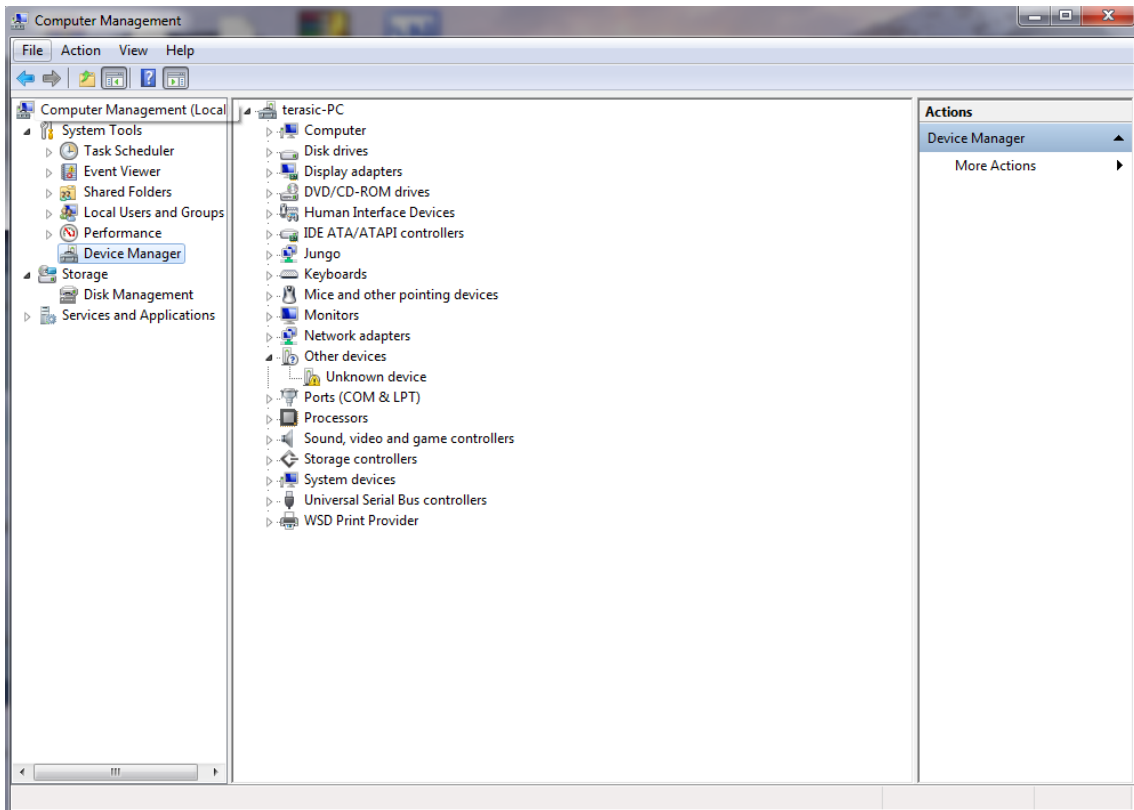 Computer Management
File Action View Help
Computer Management (Local
System Tools
Task Scheduler
Event Viewer
Shared Folders
Local Users and Groups
Performance
Device Manager
Storage
Disk Management
Services and Applications
terasic-PC
Computer
Disk drives
Display adapters
DVD/CD-ROM drives
Human Interface Devices
IDE ATA/ATAPI controllers
Jungo
Keyboards
Mice and other pointing devices
Monitors
Network adapters
Other devices
Unknown device
Ports (COM & LPT)
Processors
Sound, video and game controllers
Storage controllers
System devices
Universal Serial Bus controllers
WSD Print Provider
Actions
Device Manager
More Actions